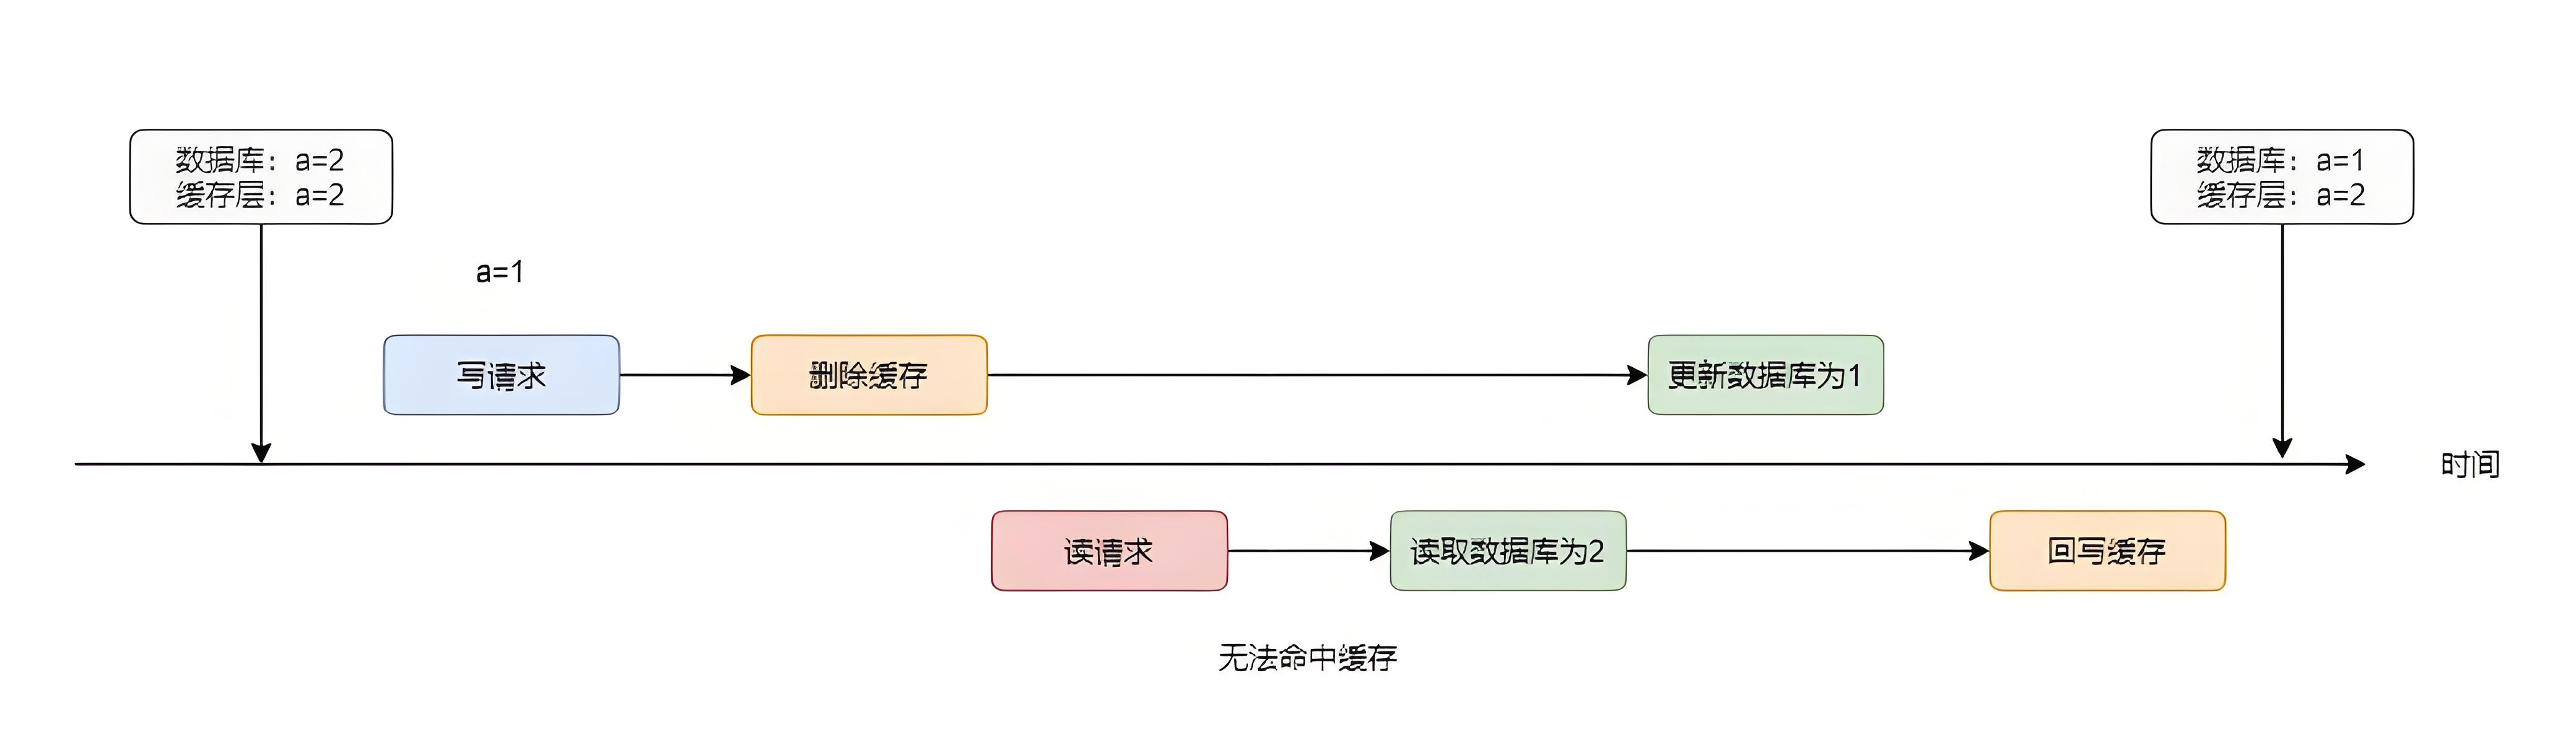 数据库：a=2
缓存层：a=2
数据库：a=1
缓存层：a=2
a=1
写请求
删除缓存
更新数据库为1
时间
读请求
读取数据库为2
回写缓存
无法命中缓存